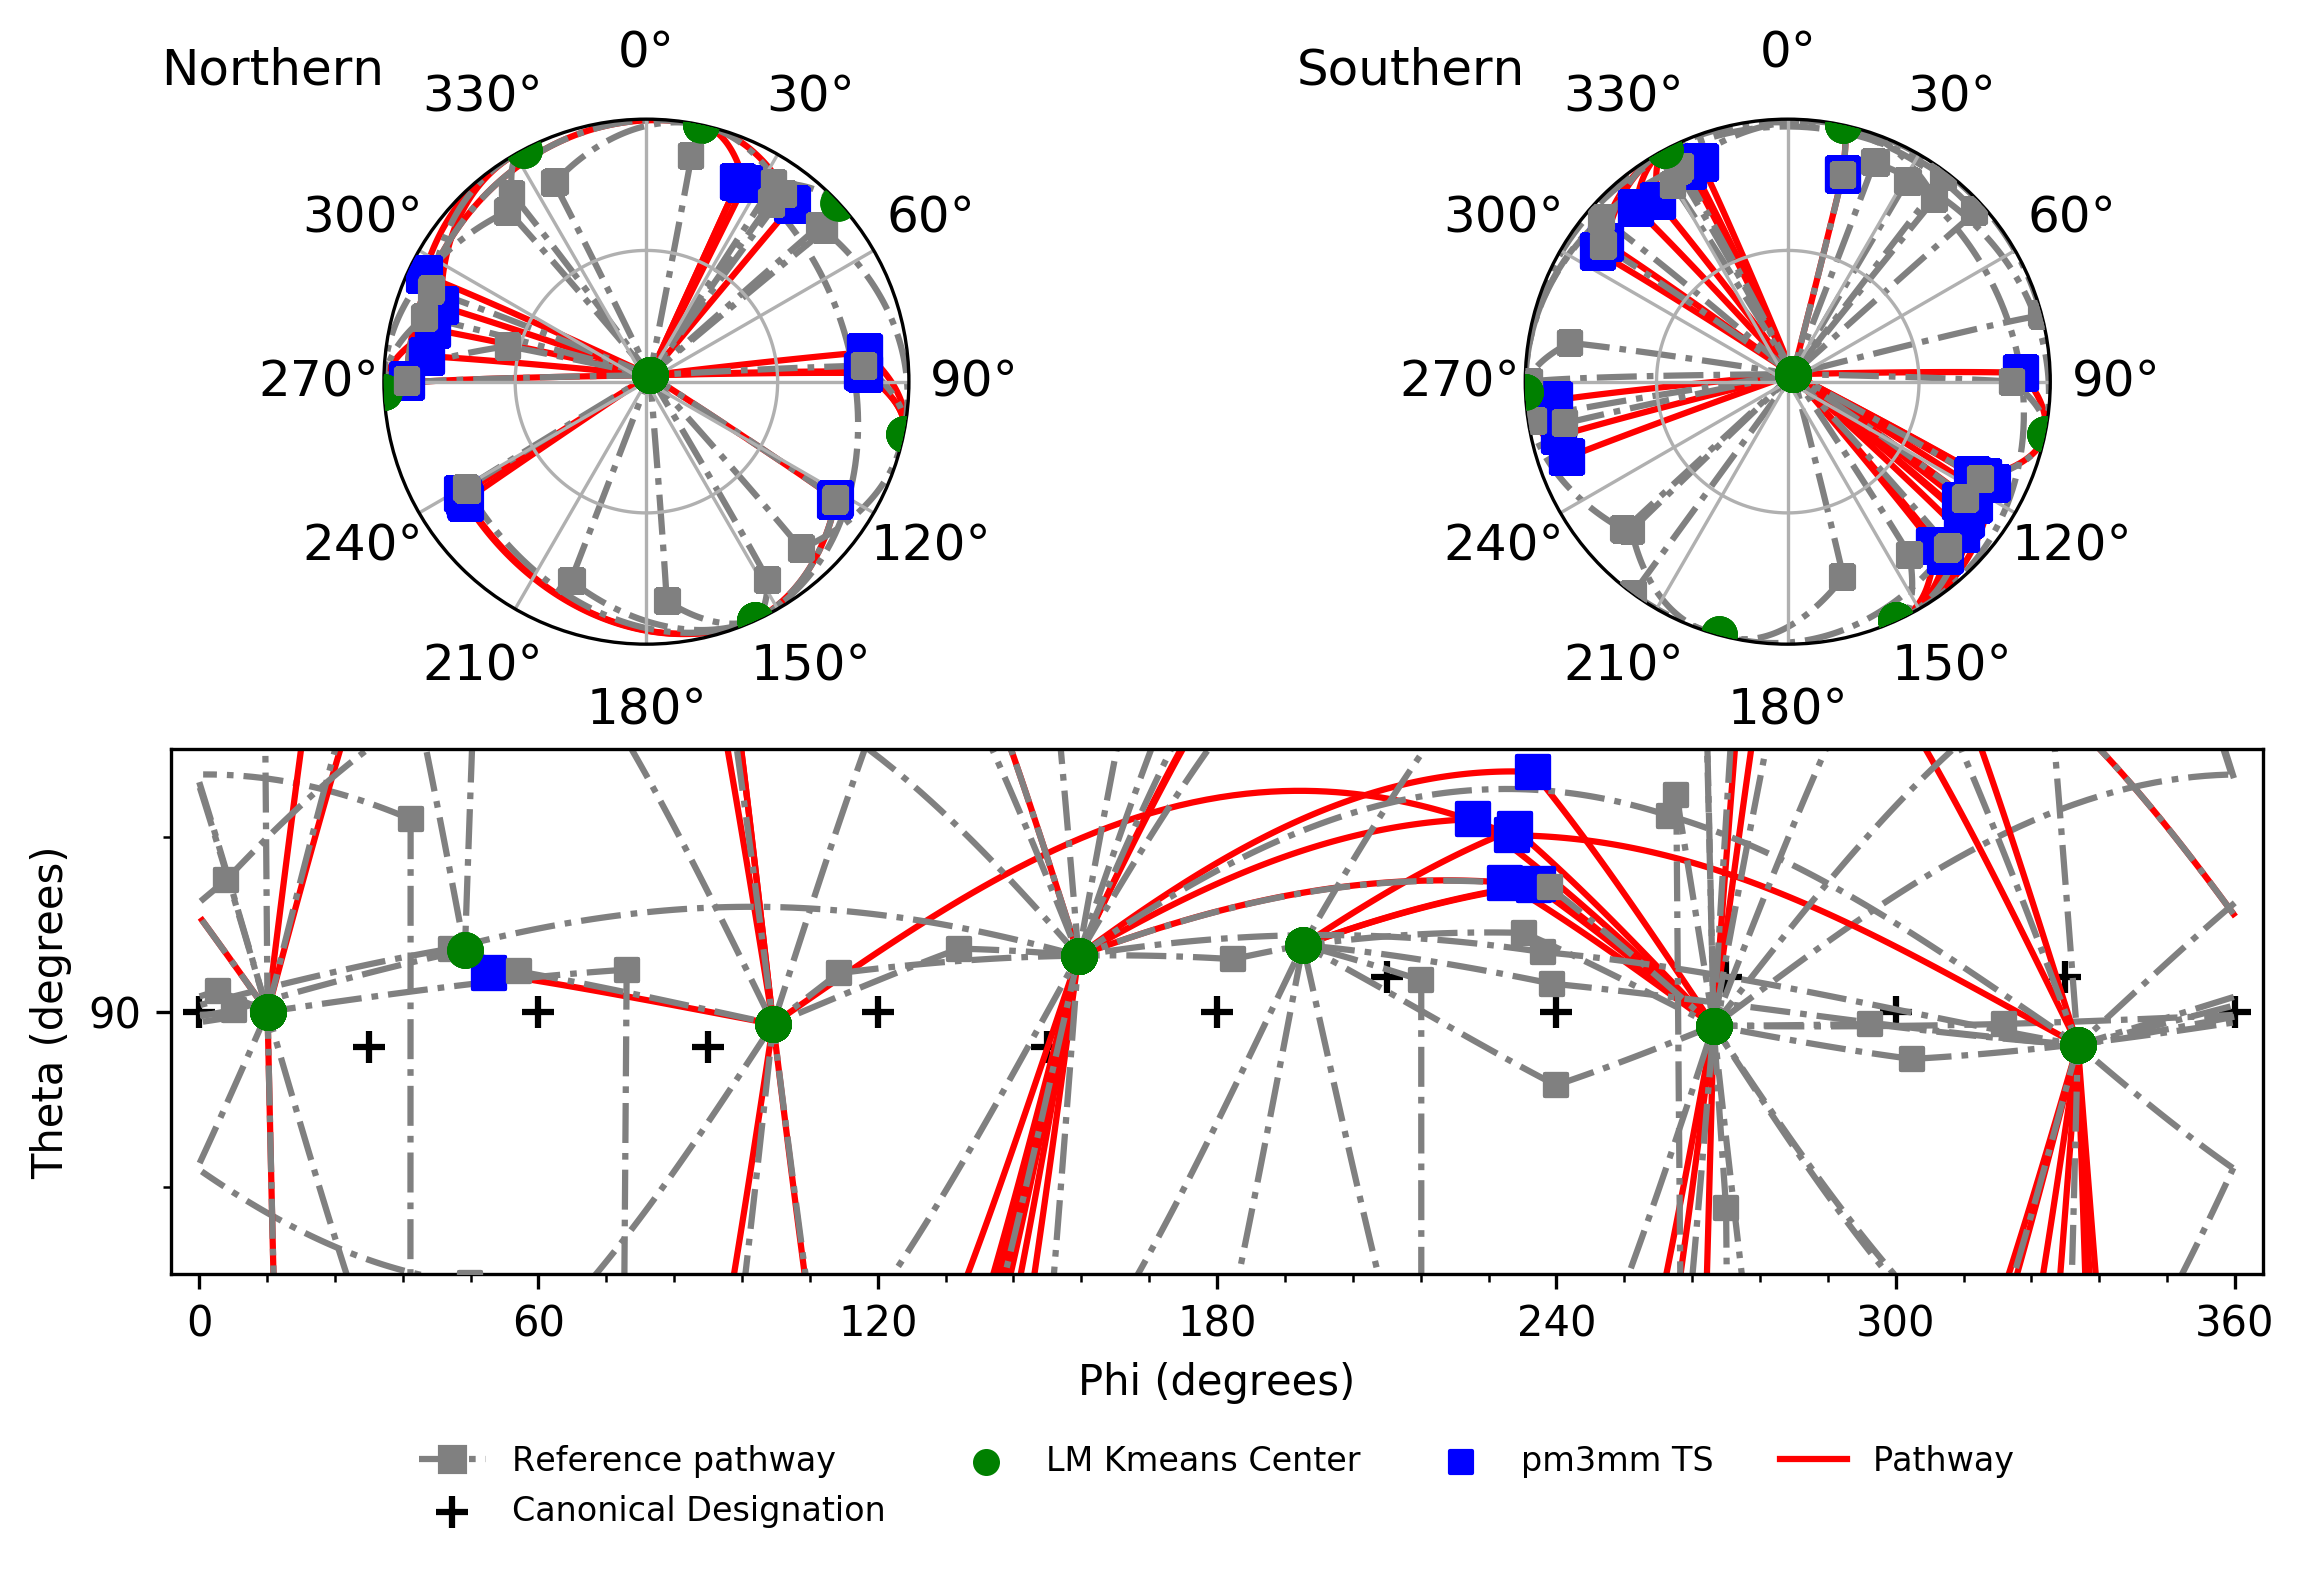 Northern
0°
30°
60°
90°
120°
150°
180°
210°
240°
270°
300°
330°
Southern
0°
30°
60°
90°
120°
150°
180°
210°
240°
270°
300°
330°
Theta (degrees)
90
0 60 120 180 240 300 360
Phi (degrees)
Reference pathway
Canonical Designation
LM Kmeans Center
pm3mm TS
Pathway